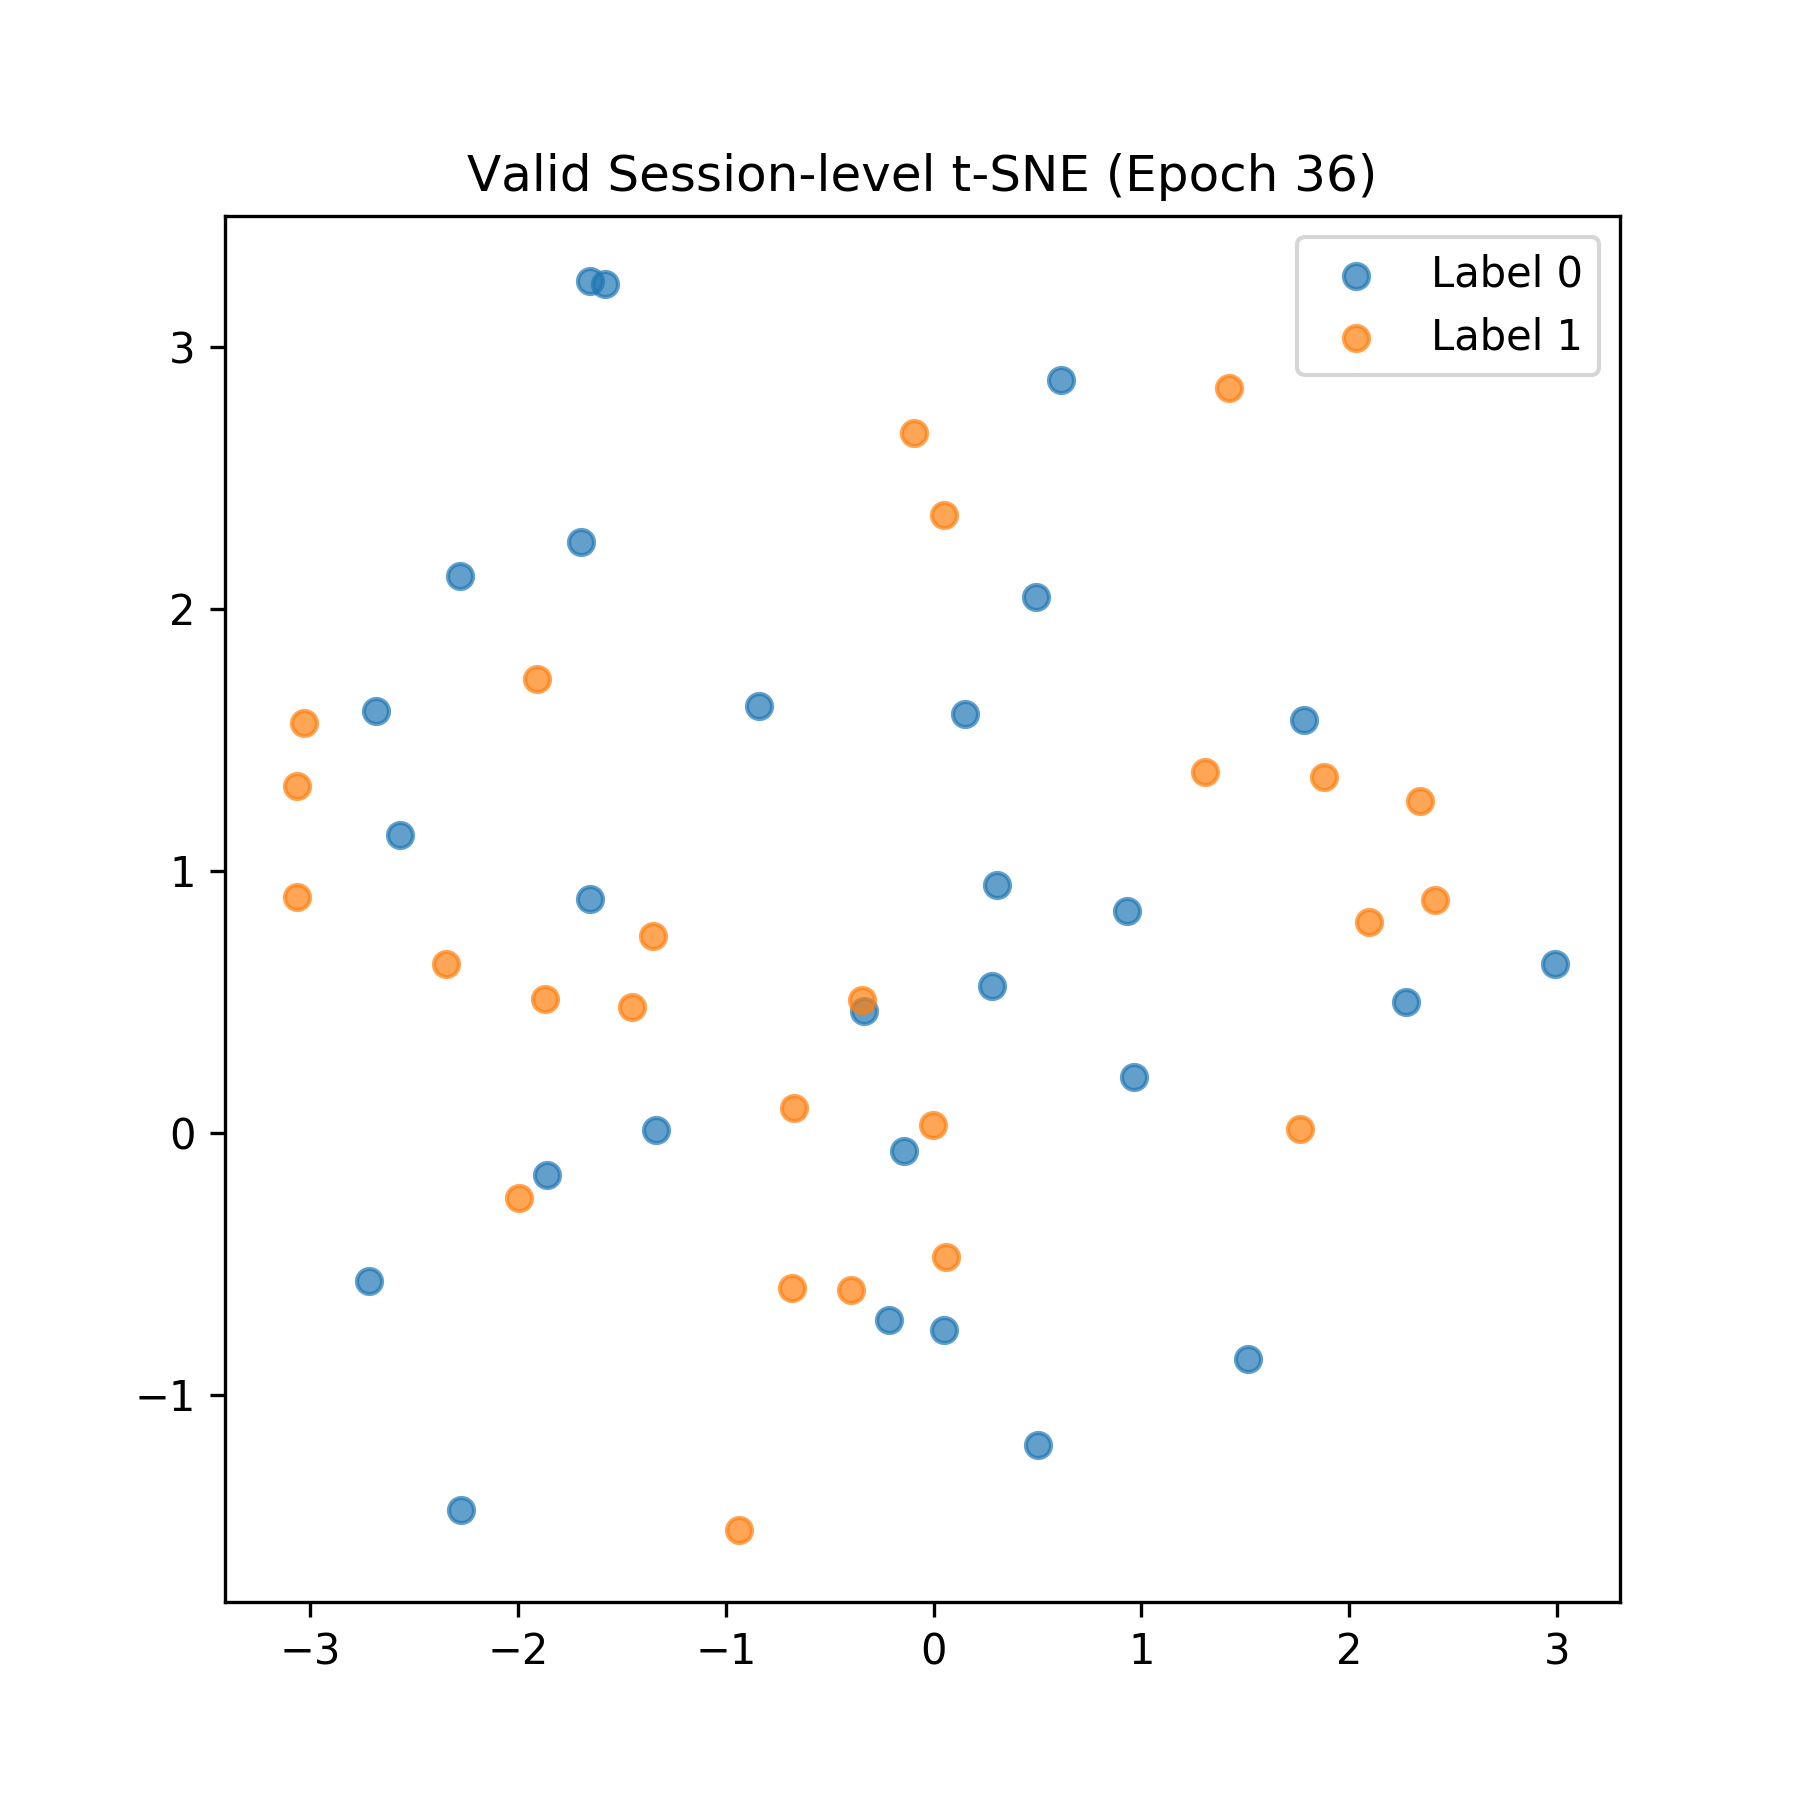 Valid Session-level t-SNE (Epoch 36)
Label 0
Label 1
3
2
1
0
−1
−3 −2 −1 0 1 2 3